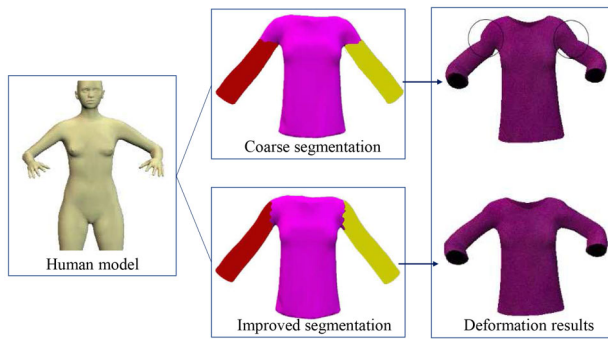 Human model
Coarse segmentation
Improved segmentation
Deformation results